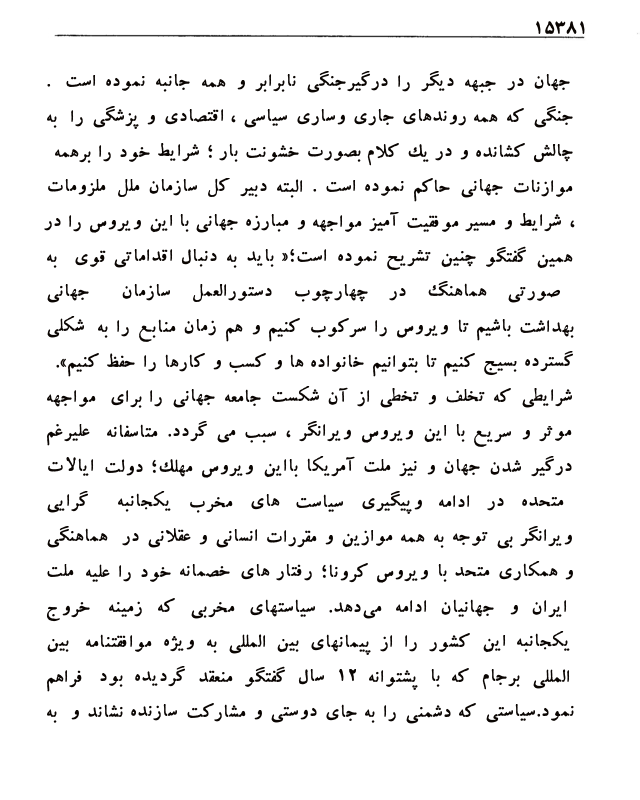 ۱۵۳۸۱
جهان در جبهه دیگر را درگیرجنگی نابرابر و همه جانبه نموده است .
جنگی که همه روندهای جاری وساری سیاسی ، اقتصادی و پزشگی را به
چالش کشانده و در یك کلام بصورت خشونت بار ؛ شرایط خود را برهمه
موازنات جهانی حاکم نموده است . البته دبیر کل سازمان ملل ملزومات
، شرایط و مسیر موفقیت آمیز مواجهه و مبارزه جهانی با این ویروس را در
همین گفتگو چنین تشریح نموده است؛« باید به دنبال اقداماتی قوی به
صورتی هماهنگ در چهارچوب دستورالعمل سازمان جهانی
بهداشت باشیم تا ویروس را سرکوب کنیم و هم زمان منابع را به شکلی
گسترده بسیج کنیم تا بتوانیم خانواده ها و کسب و کارها را حفظ کنیم».
شرایطی که تخلف و تخطی از آن شکست جامعه جهانی را برای مواجهه
موثر و سریع با این ویروس ویرانگر ، سبب می گردد. متاسفانه علیرغم
درگیر شدن جهان و نیز ملت آمریکا بااین ویروس مهلك؛ دولت ایالات
متحده در ادامه وپیگیری سیاست های مخرب یکجانبه گرایی
ویرانگر بی توجه به همه موازین و مقررات انسانی و عقلانی در هماهنگی
و همکاری متحد با ویروس کرونا؛ رفتار های خصمانه خود را علیه ملت
ایران و جهانیان ادامه می‌دهد. سیاستهای مخربی که زمینه خروج
یکجانبه این کشور را از پیمانهای بین المللی به ویژه موافقتنامه بین
المللی برجام که با پشتوانه ۱۲ سال گفتگو منعقد گردیده بود فراهم
نمود.سیاستی که دشمنی را به جای دوستی و مشارکت سازنده نشاند و به